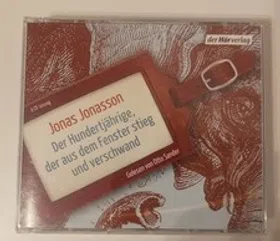 der Hörverlag
Jonas Jonasson
Der Hundertjährige,
der aus dem Fenster stieg
und verschwand
Gelesen von Otto Sander